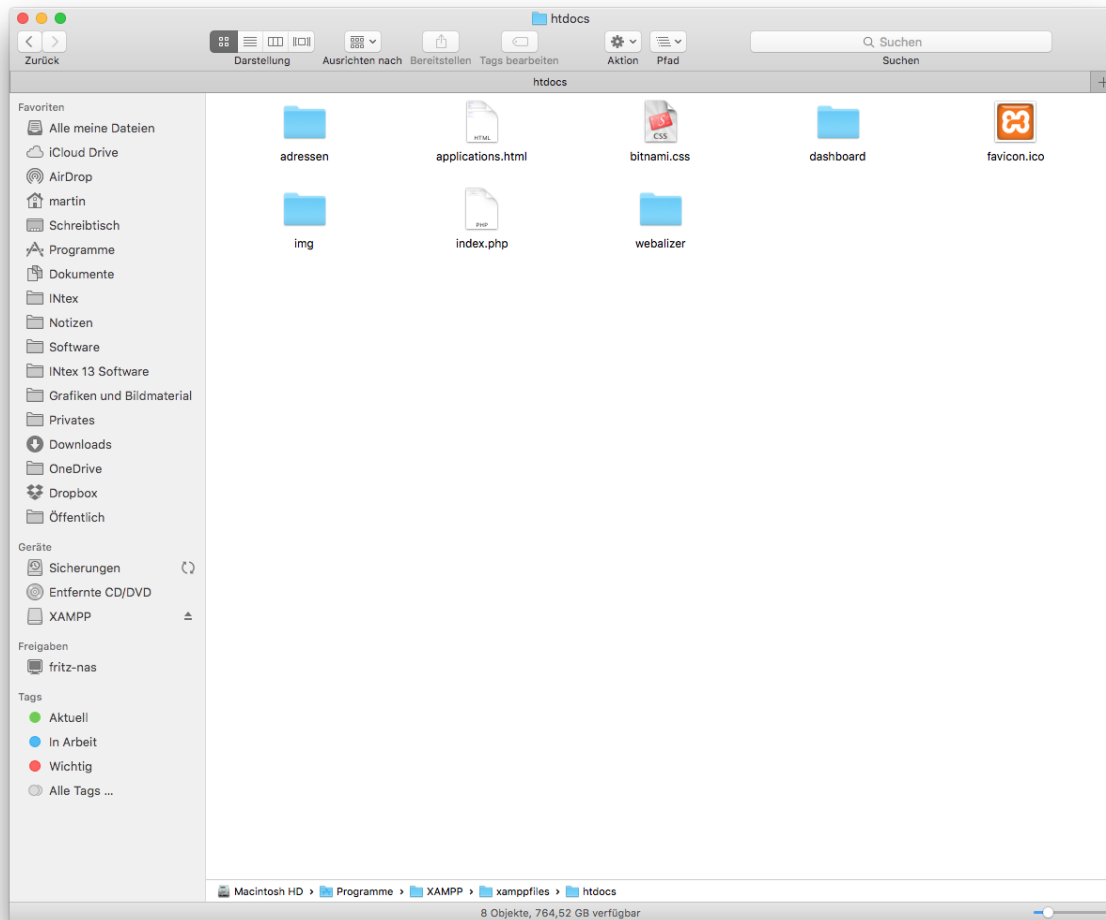 htdocs
Suchen
Zurück
Darstellung
Ausrichten nach
Bereitstellen
Tags bearbeiten
Aktion
Pfad
Suchen
htdocs
Favoriten
Alle meine Dateien
iCloud Drive
AirDrop
martin
Schreibtisch
Programme
Dokumente
INtex
Notizen
Software
INtex 13 Software
Grafiken und Bildmaterial
Privates
Downloads
OneDrive
Dropbox
Öffentlich
Geräte
Sicherungen
Entfernte CD/DVD
XAMPP
Freigaben
fritz-nas
Tags
Aktuell
In Arbeit
Wichtig
Alle Tags ...
HTML
CSS
adressen
applications.html
bitnami.css
dashboard
favicon.ico
PHP
img
index.php
webalizer
Macintosh HD › Programme › XAMPP › xamppfiles › htdocs
8 Objekte, 764,52 GB verfügbar